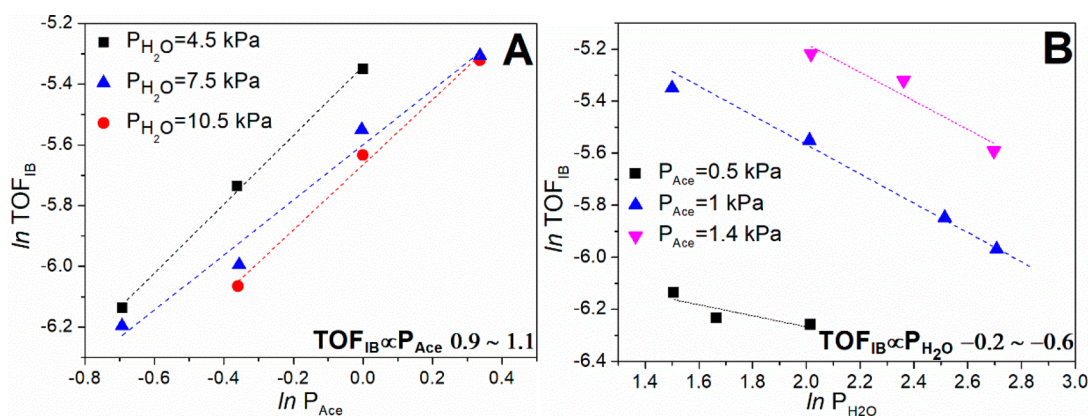 A
P_H₂O=4.5 kPa
P_H₂O=7.5 kPa
P_H₂O=10.5 kPa
-5.2
-5.4
-5.6
-5.8
-6.0
-6.2
ln TOF_IB
TOF_IB∝P_Ace 0.9 ~ 1.1
-0.8 -0.6 -0.4 -0.2 0.0 0.2 0.4
ln P_Ace
B
-5.2
-5.4
-5.6
-5.8
-6.0
-6.2
-6.4
ln TOF_IB
P_Ace=0.5 kPa
P_Ace=1 kPa
P_Ace=1.4 kPa
TOF_IB∝P_H₂O −0.2 ~ −0.6
1.4 1.6 1.8 2.0 2.2 2.4 2.6 2.8 3.0
ln P_H2O